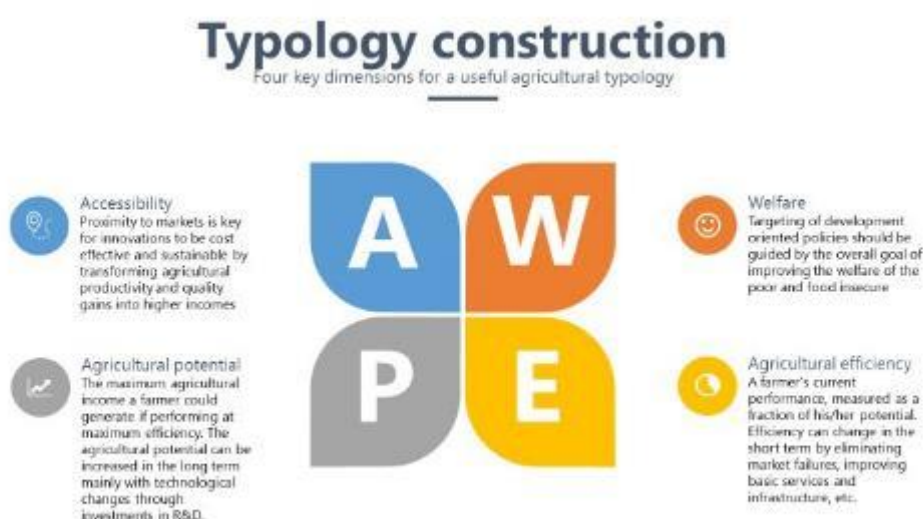 Typology construction
Four key dimensions for a useful agricultural typology
Accessibility
Proximity to markets is key
for innovations to be cost
effective and sustainable by
transforming agricultural
productivity and quality
gains into higher incomes
A W
P E
Welfare
Targeting of development
oriented policies should be
guided by the overall goal of
improving the welfare of the
poor and food insecure
Agricultural potential
The maximum agricultural
income a farmer could
generate if performing at
maximum efficiency. The
agricultural potential can be
increased in the long term
mainly with technological
changes through
investments in R&D.
Agricultural efficiency
A farmer's current
performance, measured as a
fraction of his/her potential.
Efficiency can change in the
short term by eliminating
market failures, improving
basic services and
infrastructure, etc.